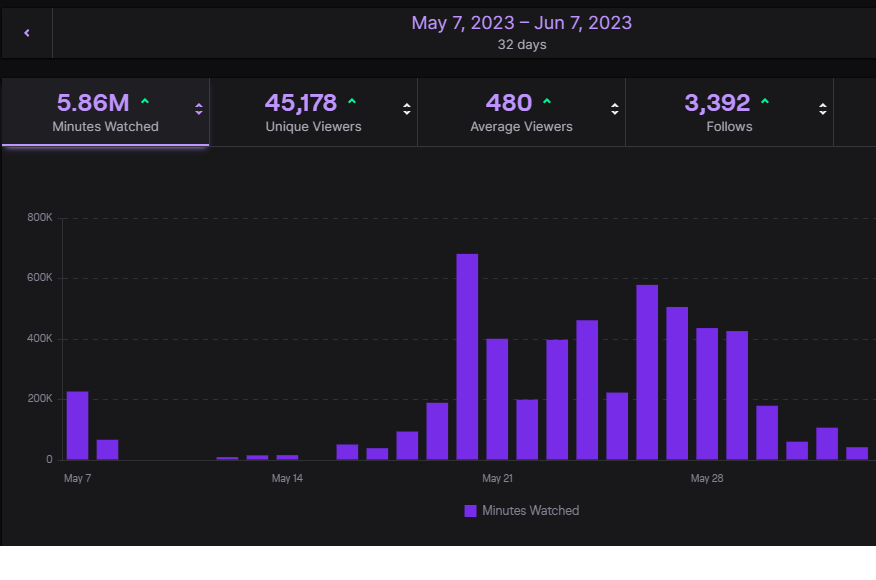 May 7, 2023 – Jun 7, 2023
32 days
5.86M
Minutes Watched
45,178
Unique Viewers
480
Average Viewers
3,392
Follows
800K
600K
400K
200K
0
May 7
May 14
May 21
May 28
Minutes Watched